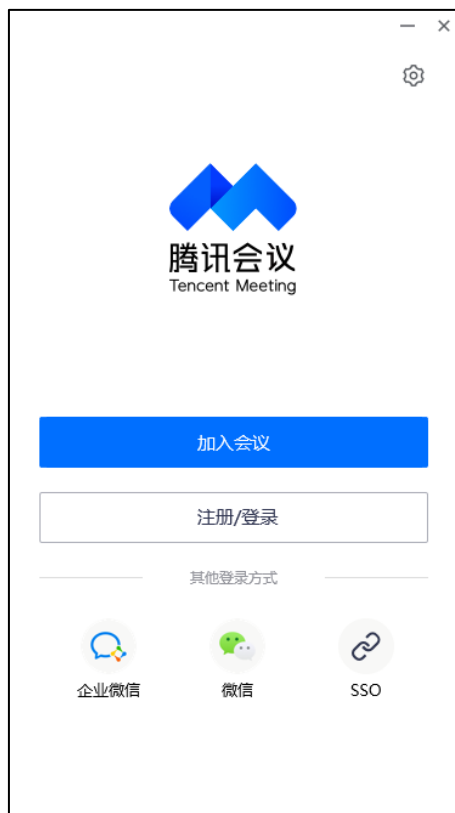 腾讯会议
Tencent Meeting
加入会议
注册/登录
其他登录方式
企业微信
微信
SSO